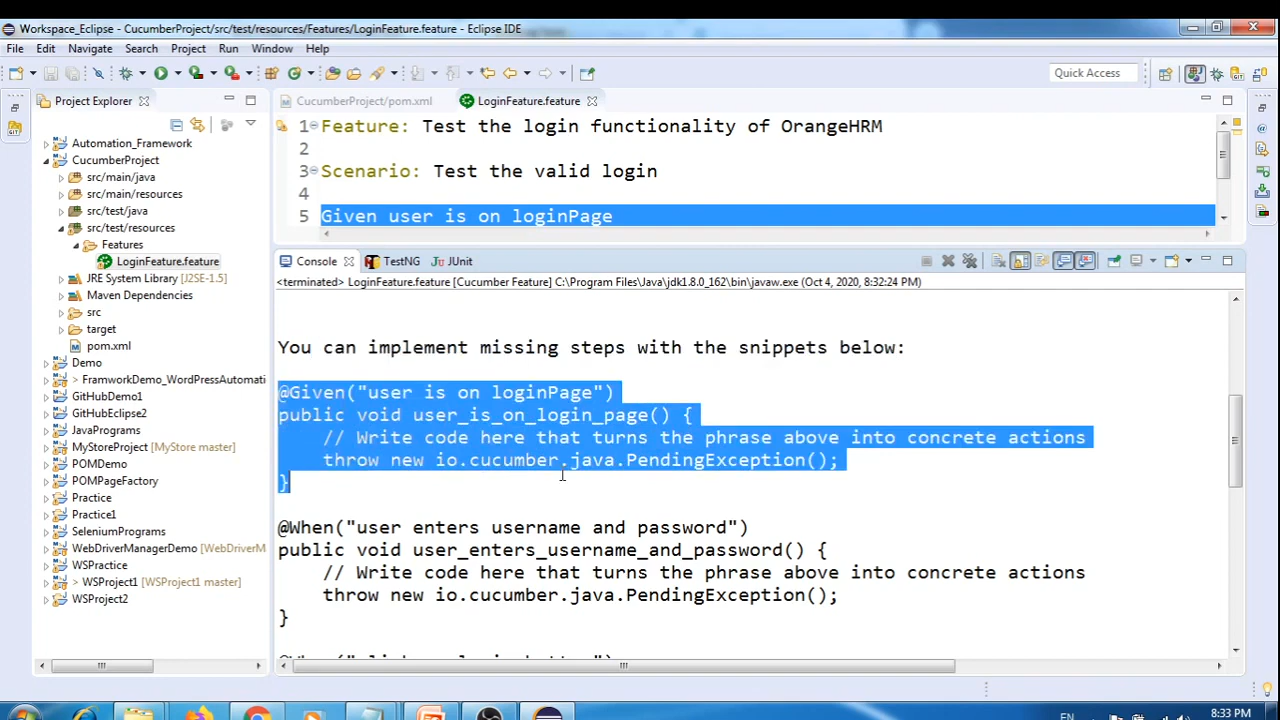 Workspace_Eclipse - CucumberProject/src/test/resources/Features/LoginFeature.feature - Eclipse IDE
File Edit Navigate Search Project Run Window Help
Quick Access
Project Explorer
CucumberProject/pom.xml
LoginFeature.feature
Automation_Framework
CucumberProject
src/main/java
src/main/resources
src/test/java
src/test/resources
Features
LoginFeature.feature
JRE System Library [J2SE-1.5]
Maven Dependencies
src
target
pom.xml
Demo
> FramworkDemo_WordPressAutomati
GitHubDemo1
GitHubEclipse2
JavaPrograms
MyStoreProject [MyStore master]
POMDemo
POMPageFactory
Practice
Practice1
SeleniumPrograms
WebDriverManagerDemo [WebDriverM
WSPractice
> WSProject1 [WSProject1 master]
WSProject2
1 Feature: Test the login functionality of OrangeHRM
2
3 Scenario: Test the valid login
4
5 Given user is on loginPage
Console TestNG JUnit
<terminated> LoginFeature.feature [Cucumber Feature] C:\Program Files\Java\jdk1.8.0_162\bin\javaw.exe (Oct 4, 2020, 8:32:24 PM)
You can implement missing steps with the snippets below:
@Given("user is on loginPage")
public void user_is_on_login_page() {
// Write code here that turns the phrase above into concrete actions
throw new io.cucumber.java.PendingException();
}
@When("user enters username and password")
public void user_enters_username_and_password() {
// Write code here that turns the phrase above into concrete actions
throw new io.cucumber.java.PendingException();
}
EN
8:33 PM